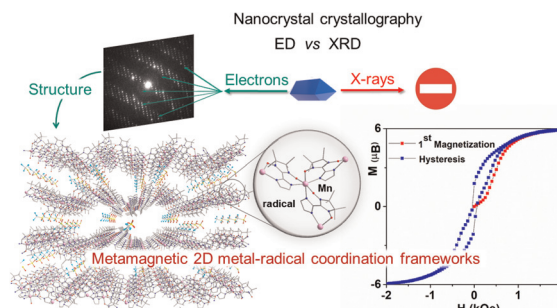 Nanocrystal crystallography
ED vs XRD
Structure
Electrons
X-rays
radical
Mn
Metamagnetic 2D metal-radical coordination frameworks
M (μB)
6
0
-6
1st Magnetization
Hysteresis
-2 -1 0 1 2
H (kOe)